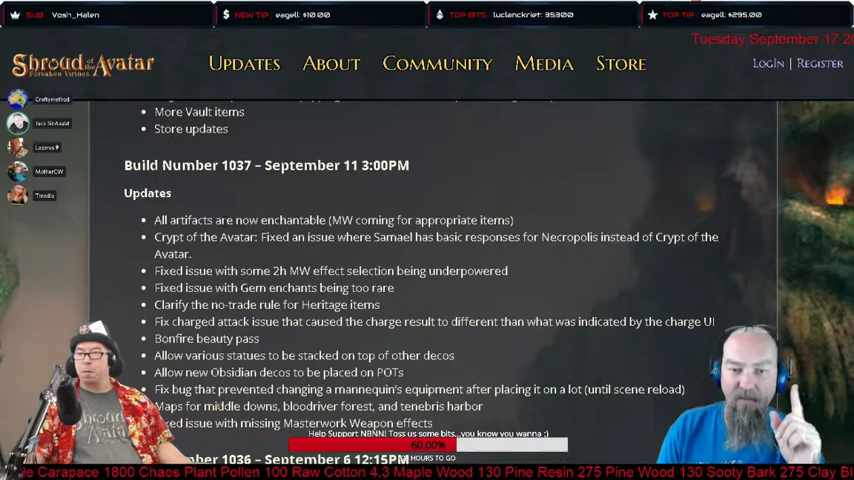 SUB Vosh_Halen
NEW TIP eagell: $10.00
TOP BITS luclanckriet: 35300
TOP TIP eagell: $295.00
Tuesday September 17
Shroud of the Avatar
Forsaken Virtues
UPDATES ABOUT COMMUNITY MEDIA STORE
LOGIN | REGISTER
Craftymethod
Lazarus
MotherCW
Thredis
• More Vault items
• Store updates
Build Number 1037 – September 11 3:00PM
Updates
• All artifacts are now enchantable (MW coming for appropriate items)
• Crypt of the Avatar: Fixed an issue where Samael has basic responses for Necropolis instead of Crypt of the
Avatar.
• Fixed issue with some 2h MW effect selection being underpowered
• Fixed issue with Gem enchants being too rare
• Clarify the no-trade rule for Heritage items
• Fix charged attack issue that caused the charge result to different than what was indicated by the charge UI
• Bonfire beauty pass
• Allow various statues to be stacked on top of other decos
• Allow new Obsidian decos to be placed on POTs
• Fix bug that prevented changing a mannequin's equipment after placing it on a lot (until scene reload)
Maps for middle downs, bloodriver forest, and tenebris harbor
xed issue with missing Masterwork Weapon effects
Help Support NBNN! Toss us some bits...you know you wanna :)
60.00%
HOURS TO GO
umber 1036 – September 6 12:15PM
le Carapace 1800 Chaos Plant Pollen 100 Raw Cotton 4.3 Maple Wood 130 Pine Resin 275 Pine Wood 130 Sooty Bark 275 Clay Bl
Shroud
Avatar